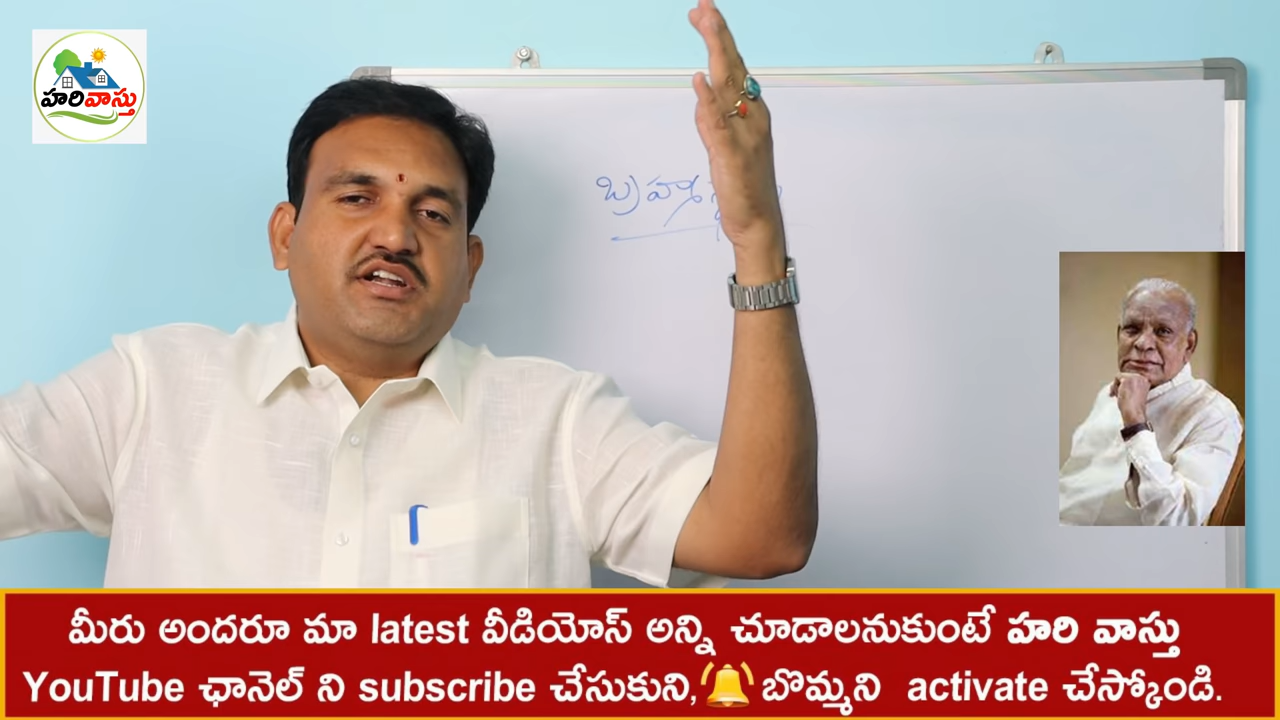 హరివాస్తు
మీరు అందరూ మా latest వీడియోస్ అన్ని చూడాలనుకుంటే హరి వాస్తు
YouTube ఛానెల్ ని subscribe చేసుకుని, బొమ్మని activate చేస్కోండి.